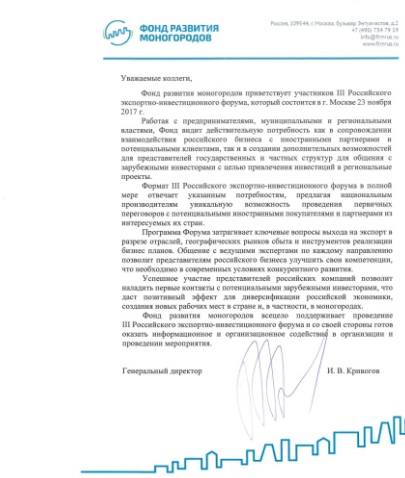 ФОНД РАЗВИТИЯ
МОНОГОРОДОВ
Россия, 109544, г. Москва, бульвар Энтузиастов, д.2
+7 (495) 734 79 19
info@frmrus.ru
www.frmrus.ru
Уважаемые коллеги,
Фонд развития моногородов приветствует участников III Российского
экспортно-инвестиционного форума, который состоится в г. Москве 23 ноября
2017 г.
Работая с предпринимателями, муниципальными и региональными
властями, Фонд видит действительную потребность как в сопровождении
взаимодействия российского бизнеса с иностранными партнерами и
потенциальными клиентами, так и в создании дополнительных возможностей
для представителей государственных и частных структур для общения с
зарубежными инвесторами с целью привлечения инвестиций в региональные
проекты.
Формат III Российского экспортно-инвестиционного форума в полной
мере отвечает указанным потребностям, предлагая национальным
производителям уникальную возможность проведения первичных
переговоров с потенциальными иностранными покупателями и партнерами из
интересуемых их стран.
Программа Форума затрагивает ключевые вопросы выхода на экспорт в
разрезе отраслей, географических рынков сбыта и инструментов реализации
бизнес планов. Общение с ведущими экспертами по каждому направлению
позволит представителям российского бизнеса улучшить свои компетенции,
что необходимо в современных условиях конкурентного развития.
Успешное участие представителей российских компаний позволит
наладить первые контакты с потенциальными зарубежными инвесторами, что
даст позитивный эффект для диверсификации российской экономики,
создания новых рабочих мест в стране и, в частности, в моногородах.
Фонд развития моногородов всецело поддерживает проведение
III Российского экспортно-инвестиционного форума и со своей стороны готов
оказать информационное и организационное содействие в организации и
проведении мероприятия.
Генеральный директор И. В. Кривогов